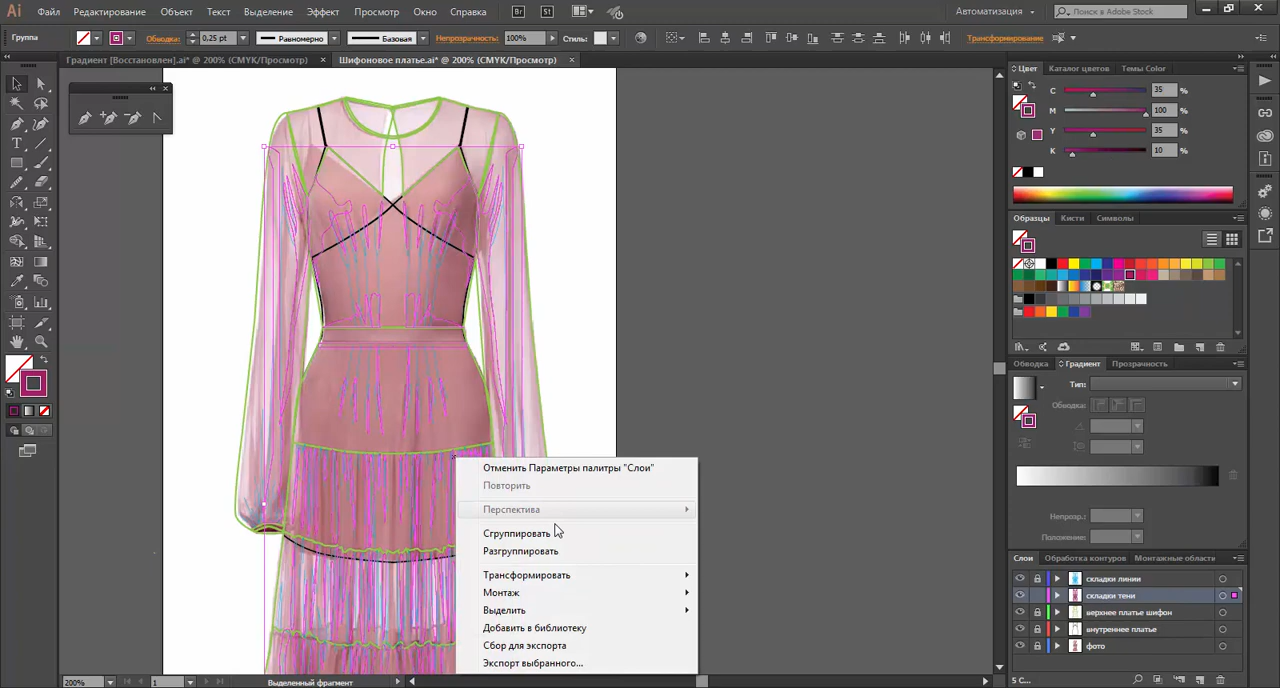 Ai Файл Редактирование Объект Текст Выделение Эффект Просмотр Окно Справка Br St Автоматизация Поиск в Adobe Stock
Группа Обводка: 0,25 pt Равномерно Базовая Непрозрачность: 100% Стиль: Трансформирование
Градиент [Восстановлен].ai* @ 200% (CMYK/Просмотр) × Шифоновое платье.ai* @ 200% (CMYK/Просмотр) ×
Цвет Каталог цветов Темы Color
C 35 %
M 100 %
Y 35 %
K 10 %
Образцы Кисти Символы
Обводка Градиент Прозрачность
Тип:
Обводка:
Непрозр.:
Положение:
Отменить Параметры палитры "Слои"
Повторить
Перспектива
Сгруппировать
Разгруппировать
Трансформировать
Монтаж
Выделить
Добавить в библиотеку
Сбор для экспорта
Экспорт выбранного...
Слои Обработка контуров Монтажные области
складки линии
складки тени
верхнее платье шифон
внутреннее платье
фото
5 С...
200% 1 Выделенный фрагмент